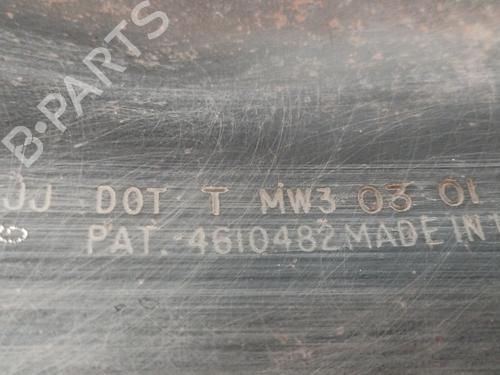 B-PARTS
JJ DOT T MW3 03 01
PAT.-4610482 MADE IN